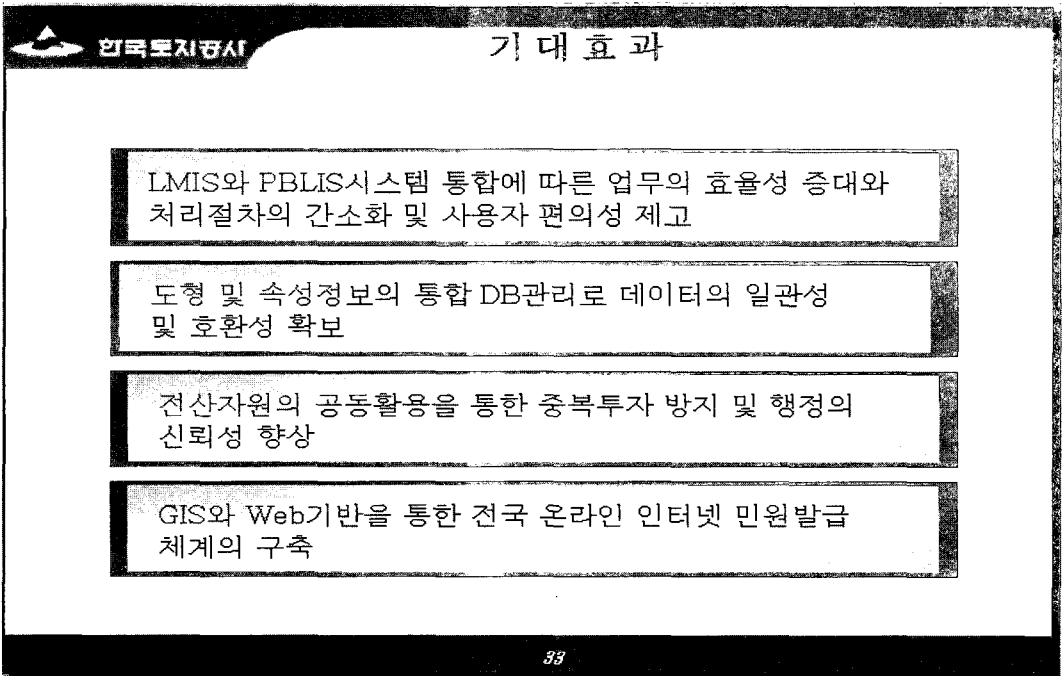 한국토지공사
기대효과
LMIS와 PBLIS시스템 통합에 따른 업무의 효율성 증대와
처리절차의 간소화 및 사용자 편의성 제고
도형 및 속성정보의 통합 DB관리로 데이터의 일관성
및 호환성 확보
전산자원의 공동활용을 통한 중복투자 방지 및 행정의
신뢰성 향상
GIS와 Web기반을 통한 전국 온라인 인터넷 민원발급
체계의 구축
33